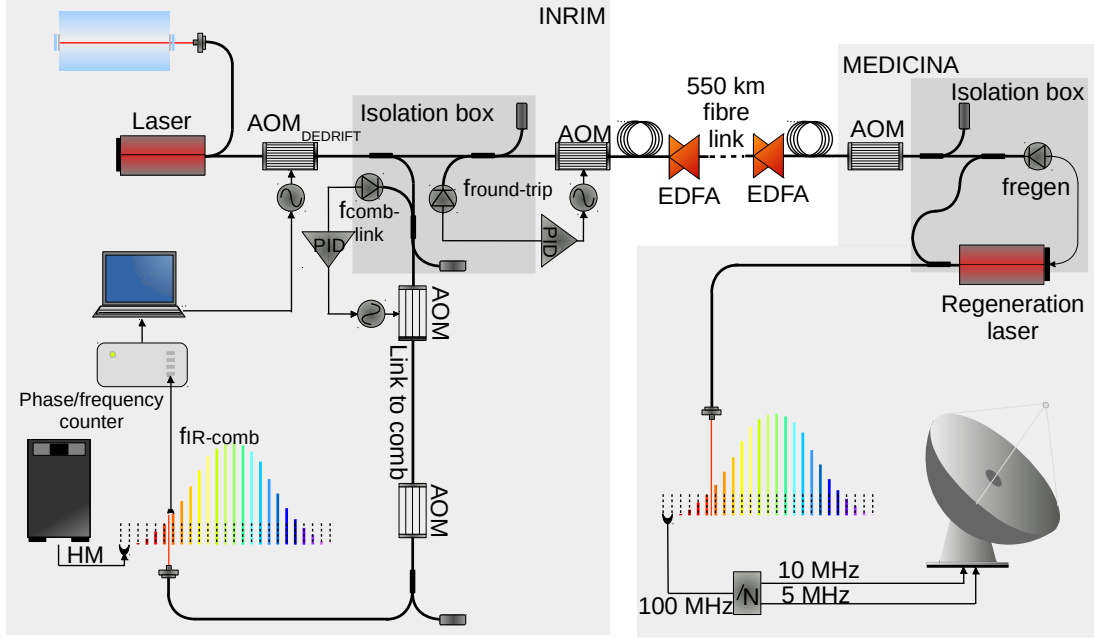 INRIM
MEDICINA
Laser
AOM DEDRIFT
Isolation box
AOM
550 km
fibre
link
EDFA
EDFA
AOM
Isolation box
fregen
fround-trip
fcomb-
link
PID
PID
AOM
Link to comb
AOM
Regeneration
laser
Phase/frequency
counter
fIR-comb
HM
100 MHz
/N
10 MHz
5 MHz